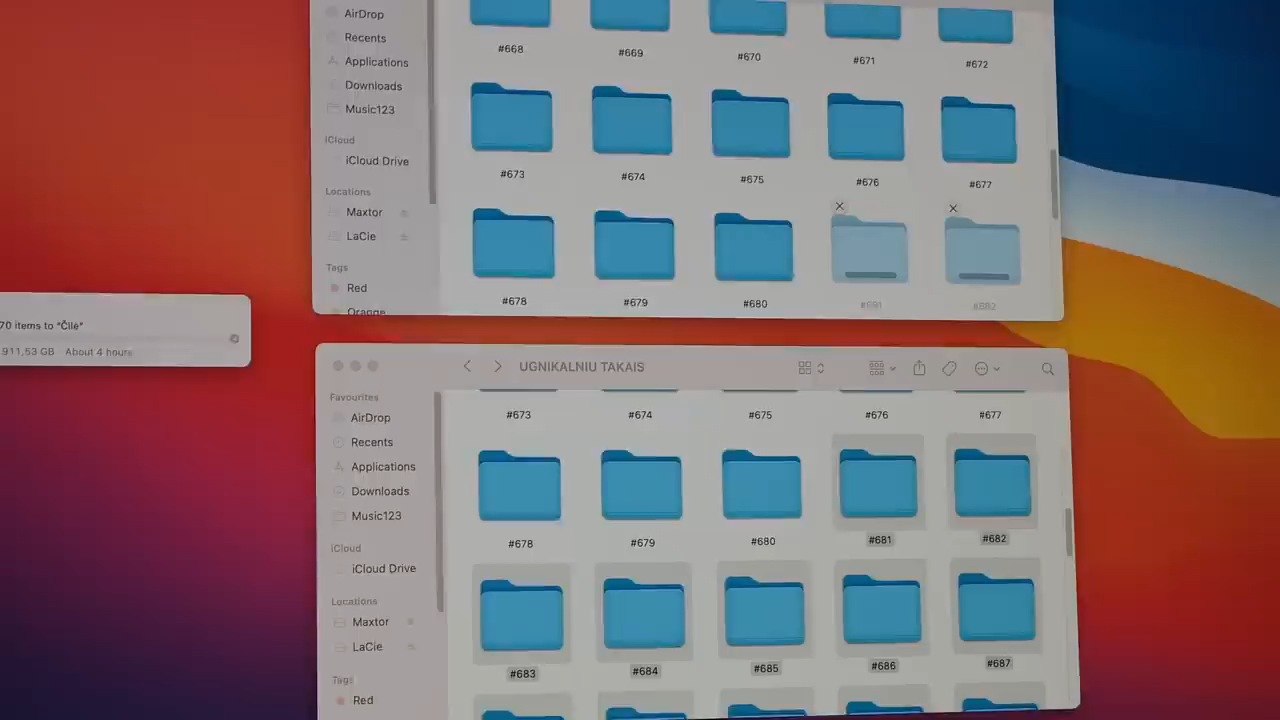 AirDrop
Recents
Applications
Downloads
Music123
iCloud
iCloud Drive
Locations
Maxtor
LaCie
Tags
Red
Orange
#668
#669
#670
#671
#672
#673
#674
#675
#676
#677
#678
#679
#680
#681
#682
70 items to "Čilė"
911,53 GB - About 4 hours
UGNIKALNIU TAKAIS
Favourites
AirDrop
Recents
Applications
Downloads
Music123
iCloud
iCloud Drive
Locations
Maxtor
LaCie
Tags
Red
#673
#674
#675
#676
#677
#678
#679
#680
#681
#682
#683
#684
#685
#686
#687